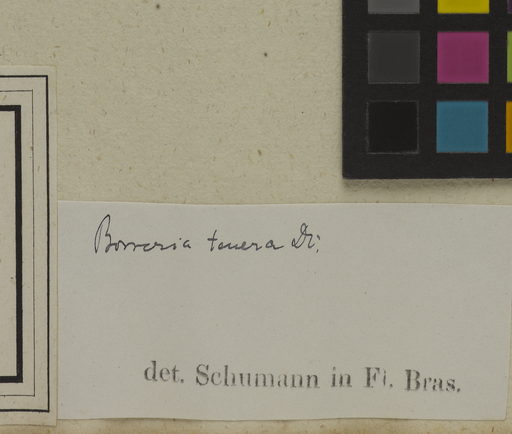 Borreria tenera DC.
det. Schumann in Fl. Bras.